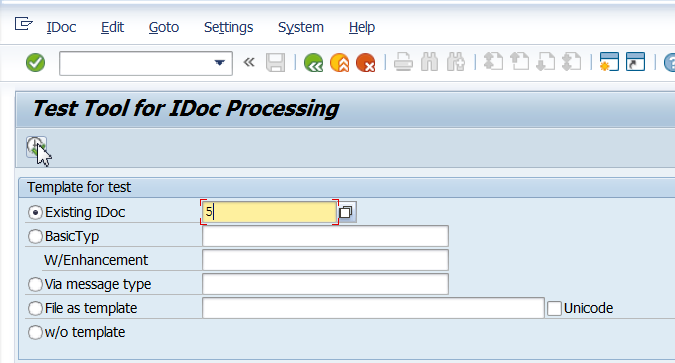 IDoc Edit Goto Settings System Help
Test Tool for IDoc Processing
Template for test
Existing IDoc 5
BasicTyp
W/Enhancement
Via message type
File as template Unicode
w/o template